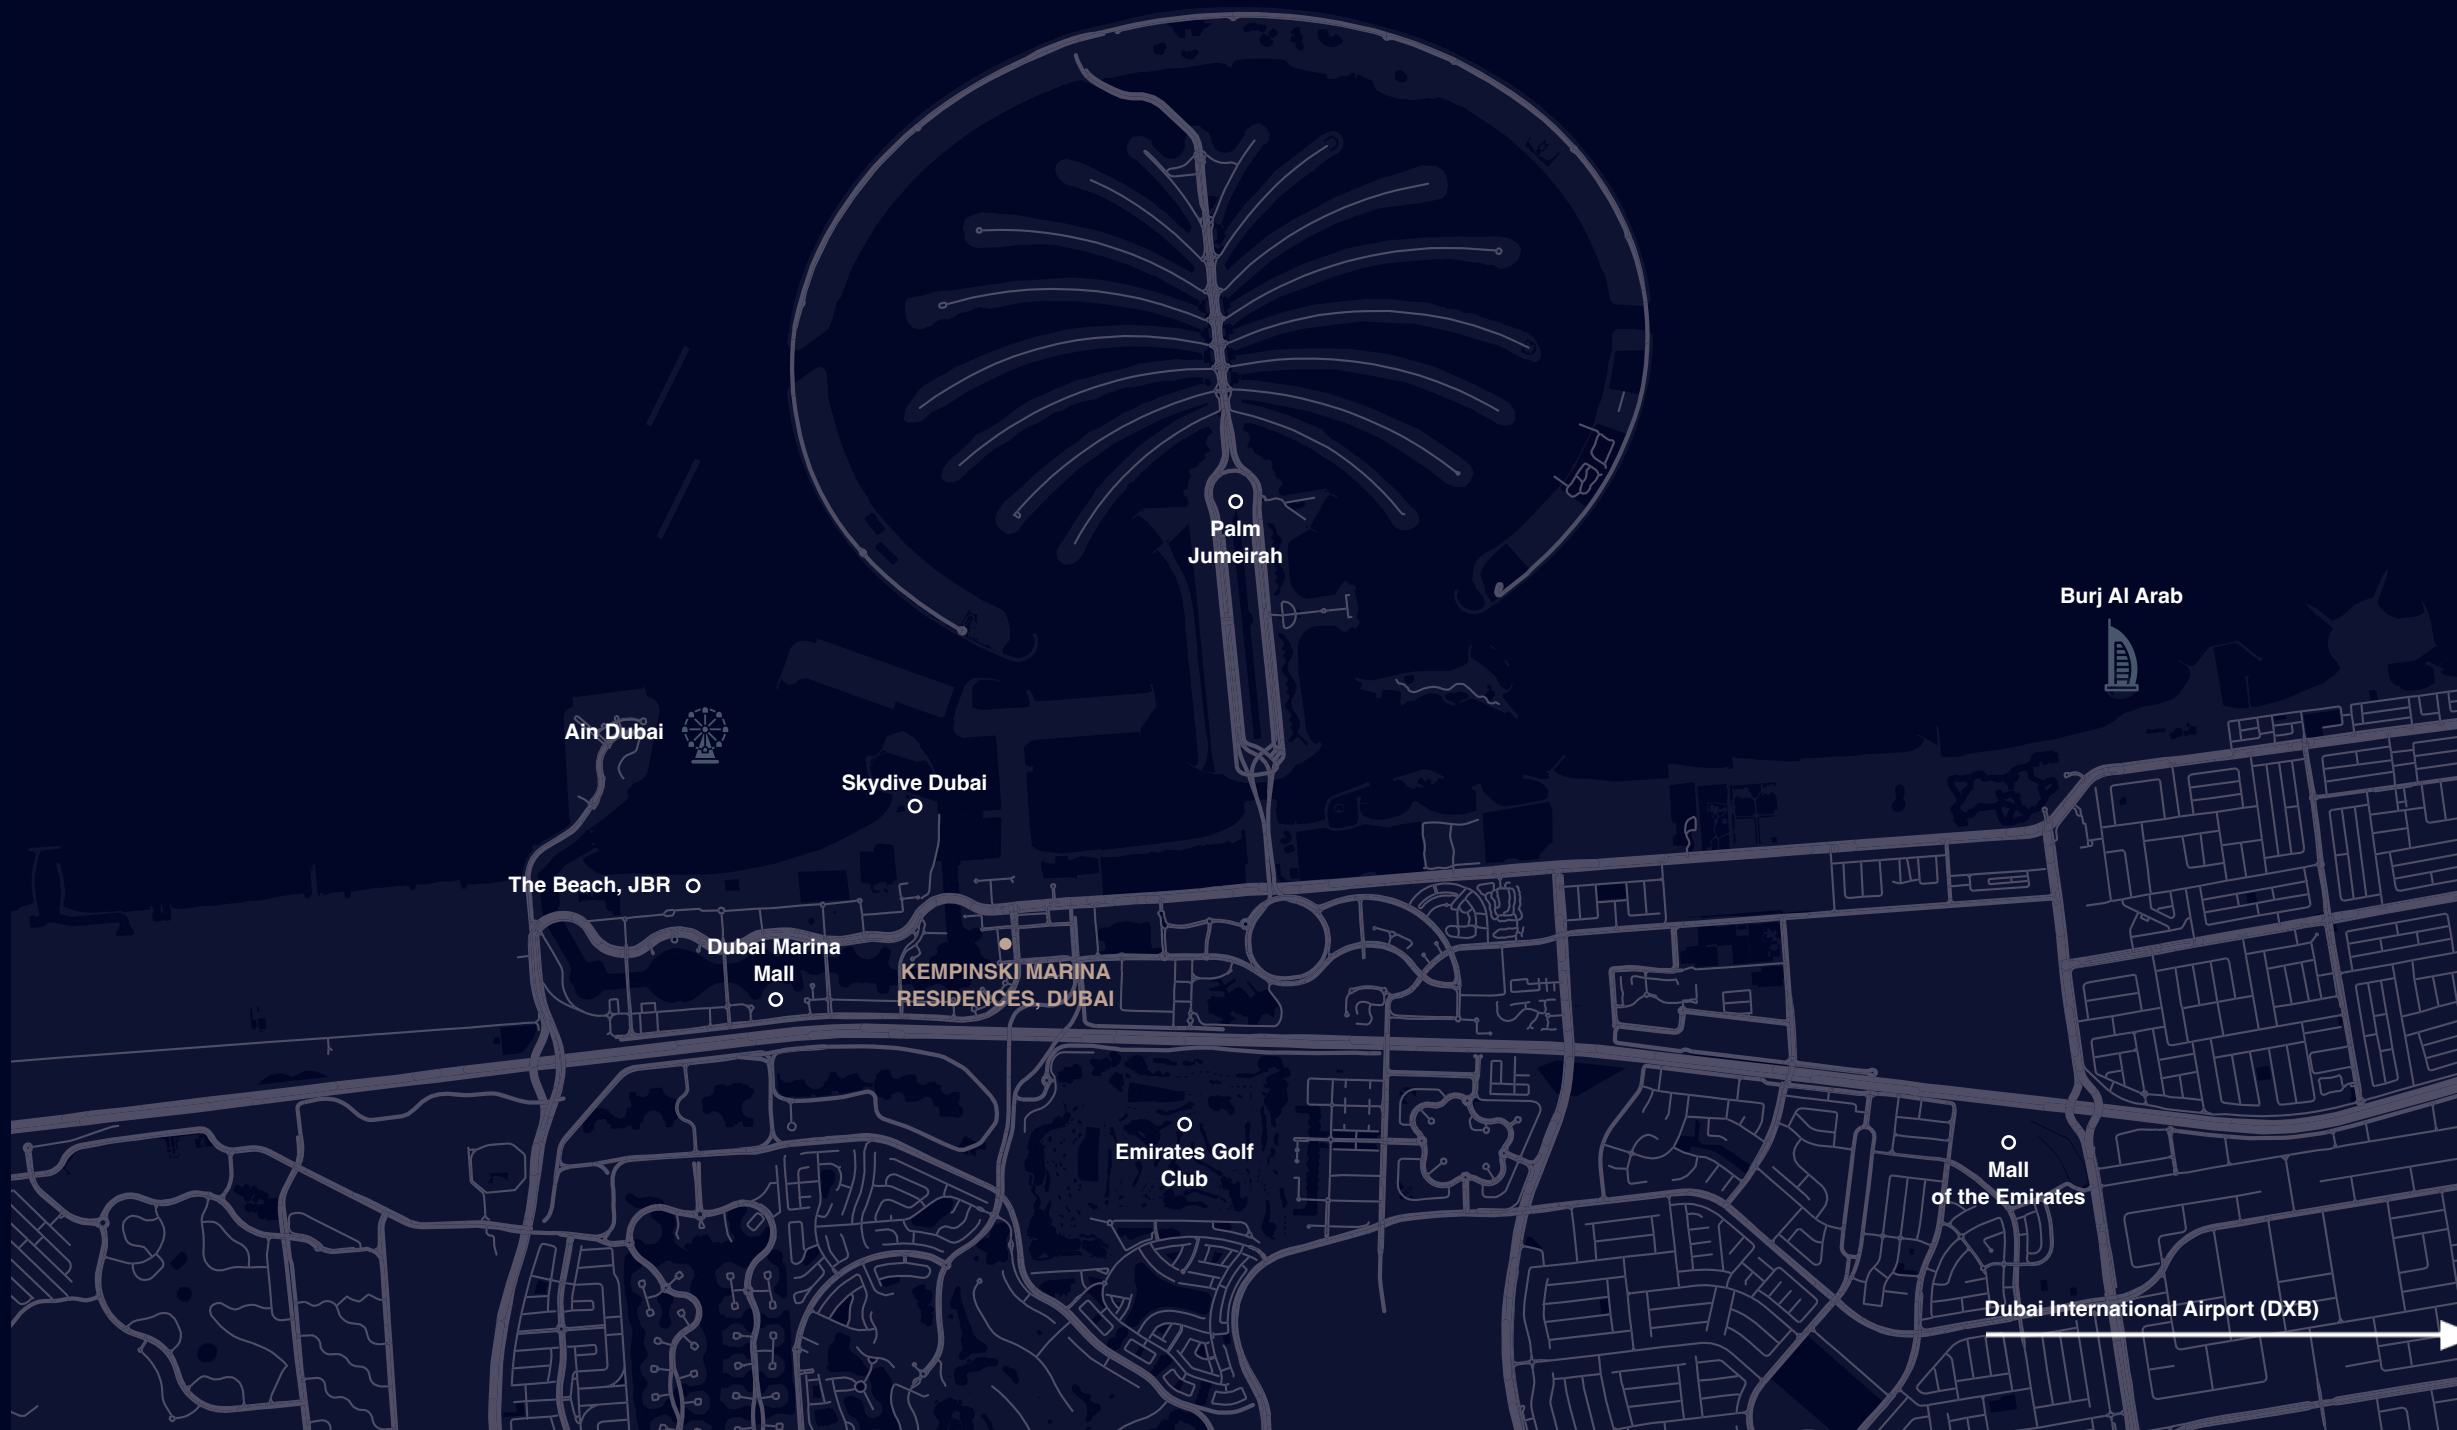 Palm
Jumeirah
Burj Al Arab
Ain Dubai
Skydive Dubai
The Beach, JBR
Dubai Marina
Mall
KEMPINSKI MARINA
RESIDENCES, DUBAI
Emirates Golf
Club
Mall
of the Emirates
Dubai International Airport (DXB)